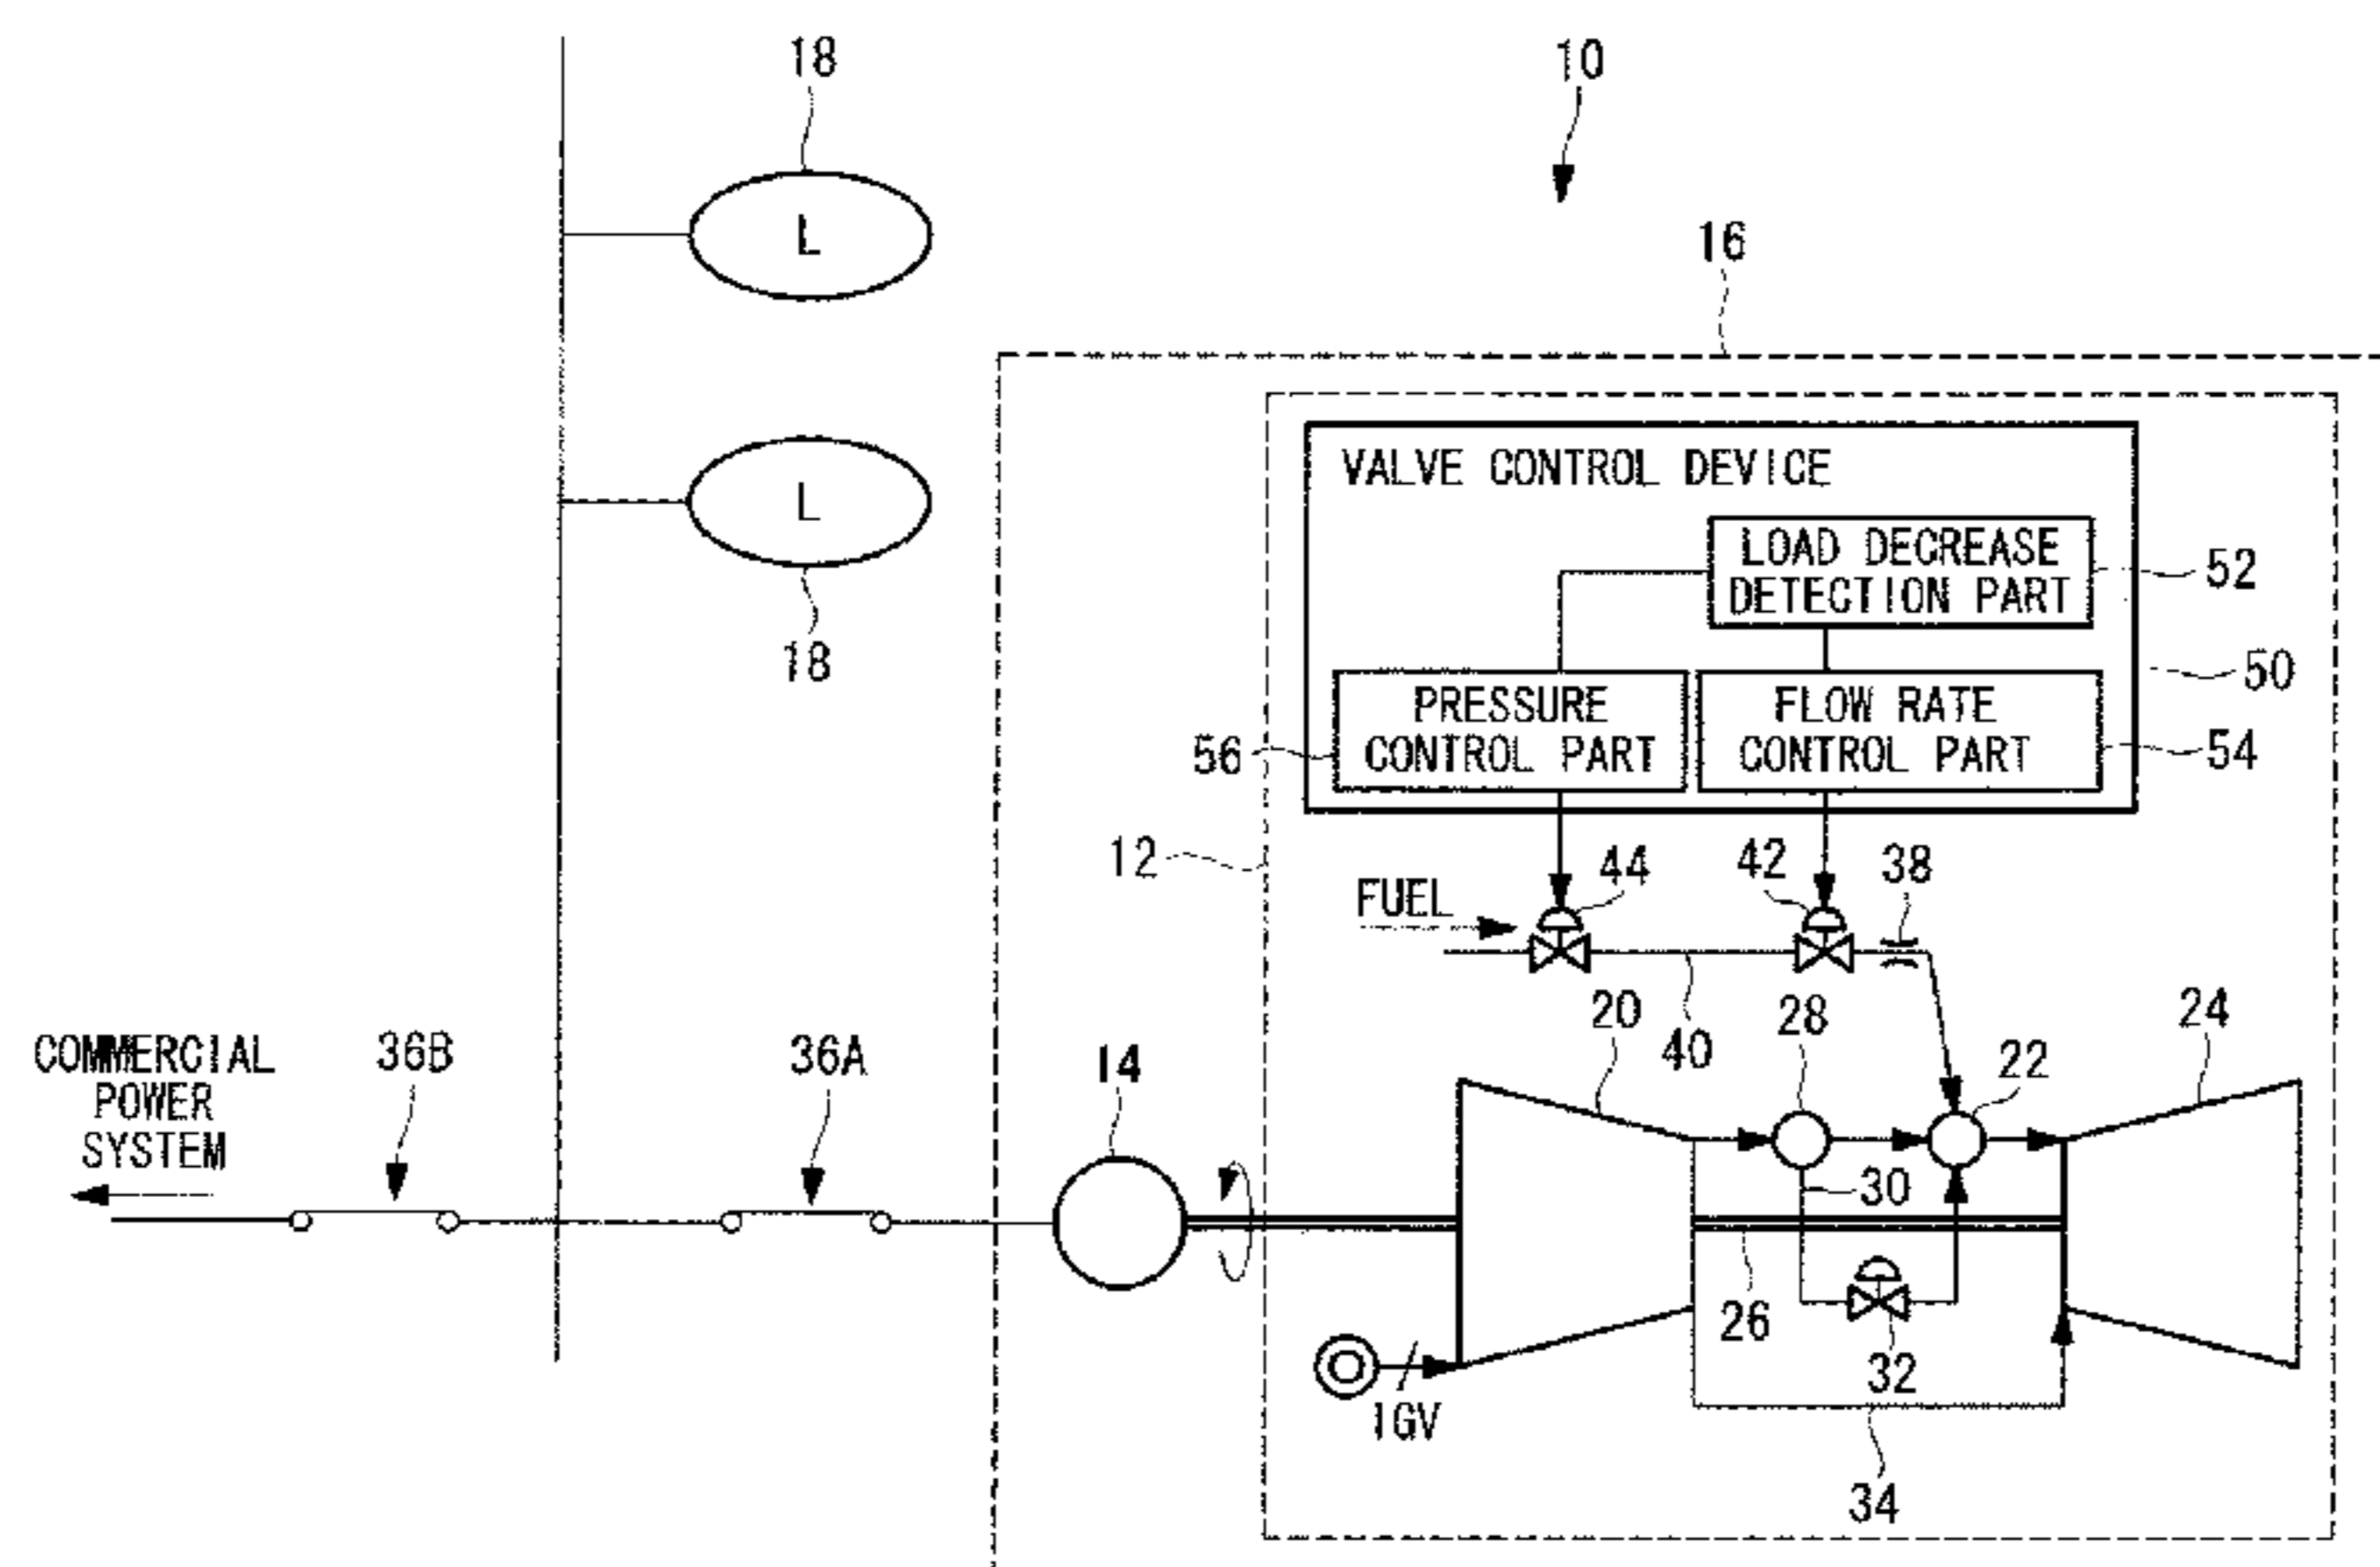 18
10
L
16
L
18
VALVE CONTROL DEVICE
LOAD DECREASE
DETECTION PART
52
50
PRESSURE
CONTROL PART
56
FLOW RATE
CONTROL PART
54
12
44
42
38
FUEL
40
20
28
22
24
COMMERCIAL
POWER
SYSTEM
36B
36A
14
30
26
32
IGV
34